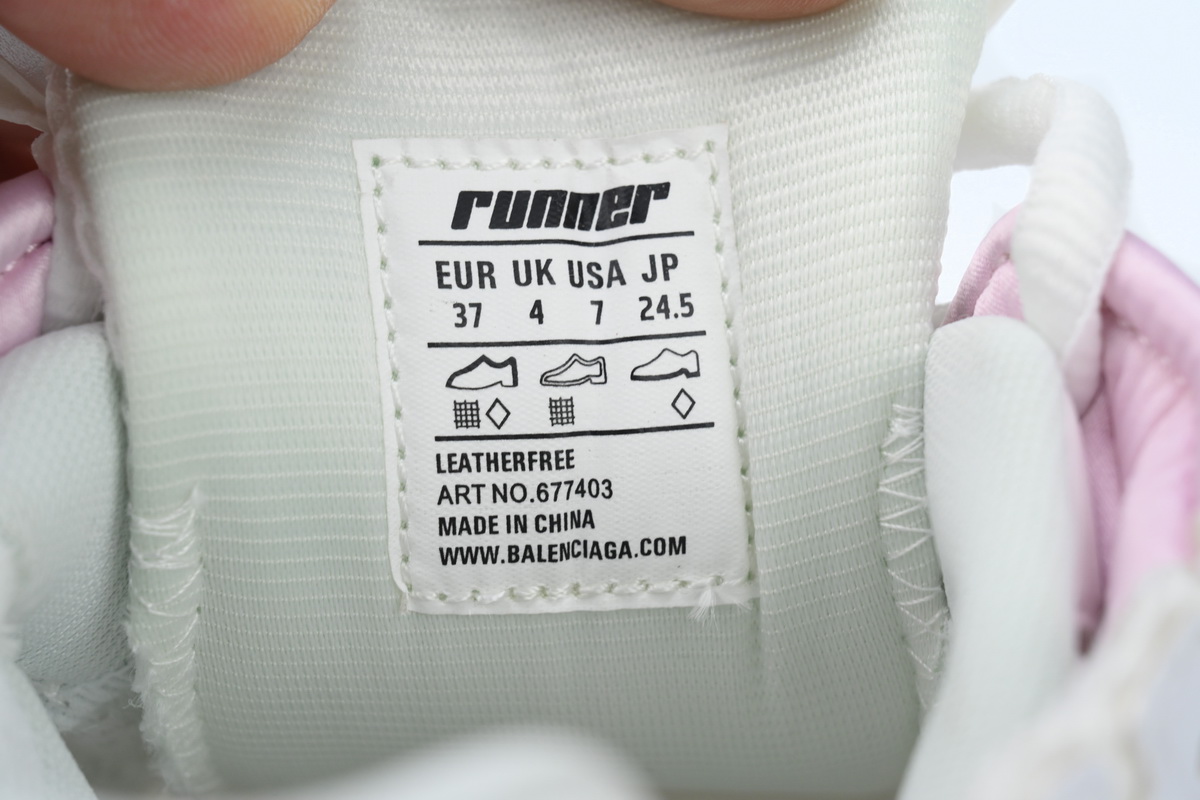 runner
EUR UK USA JP
37 4 7 24.5
LEATHERFREE
ART NO.677403
MADE IN CHINA
WWW.BALENCIAGA.COM